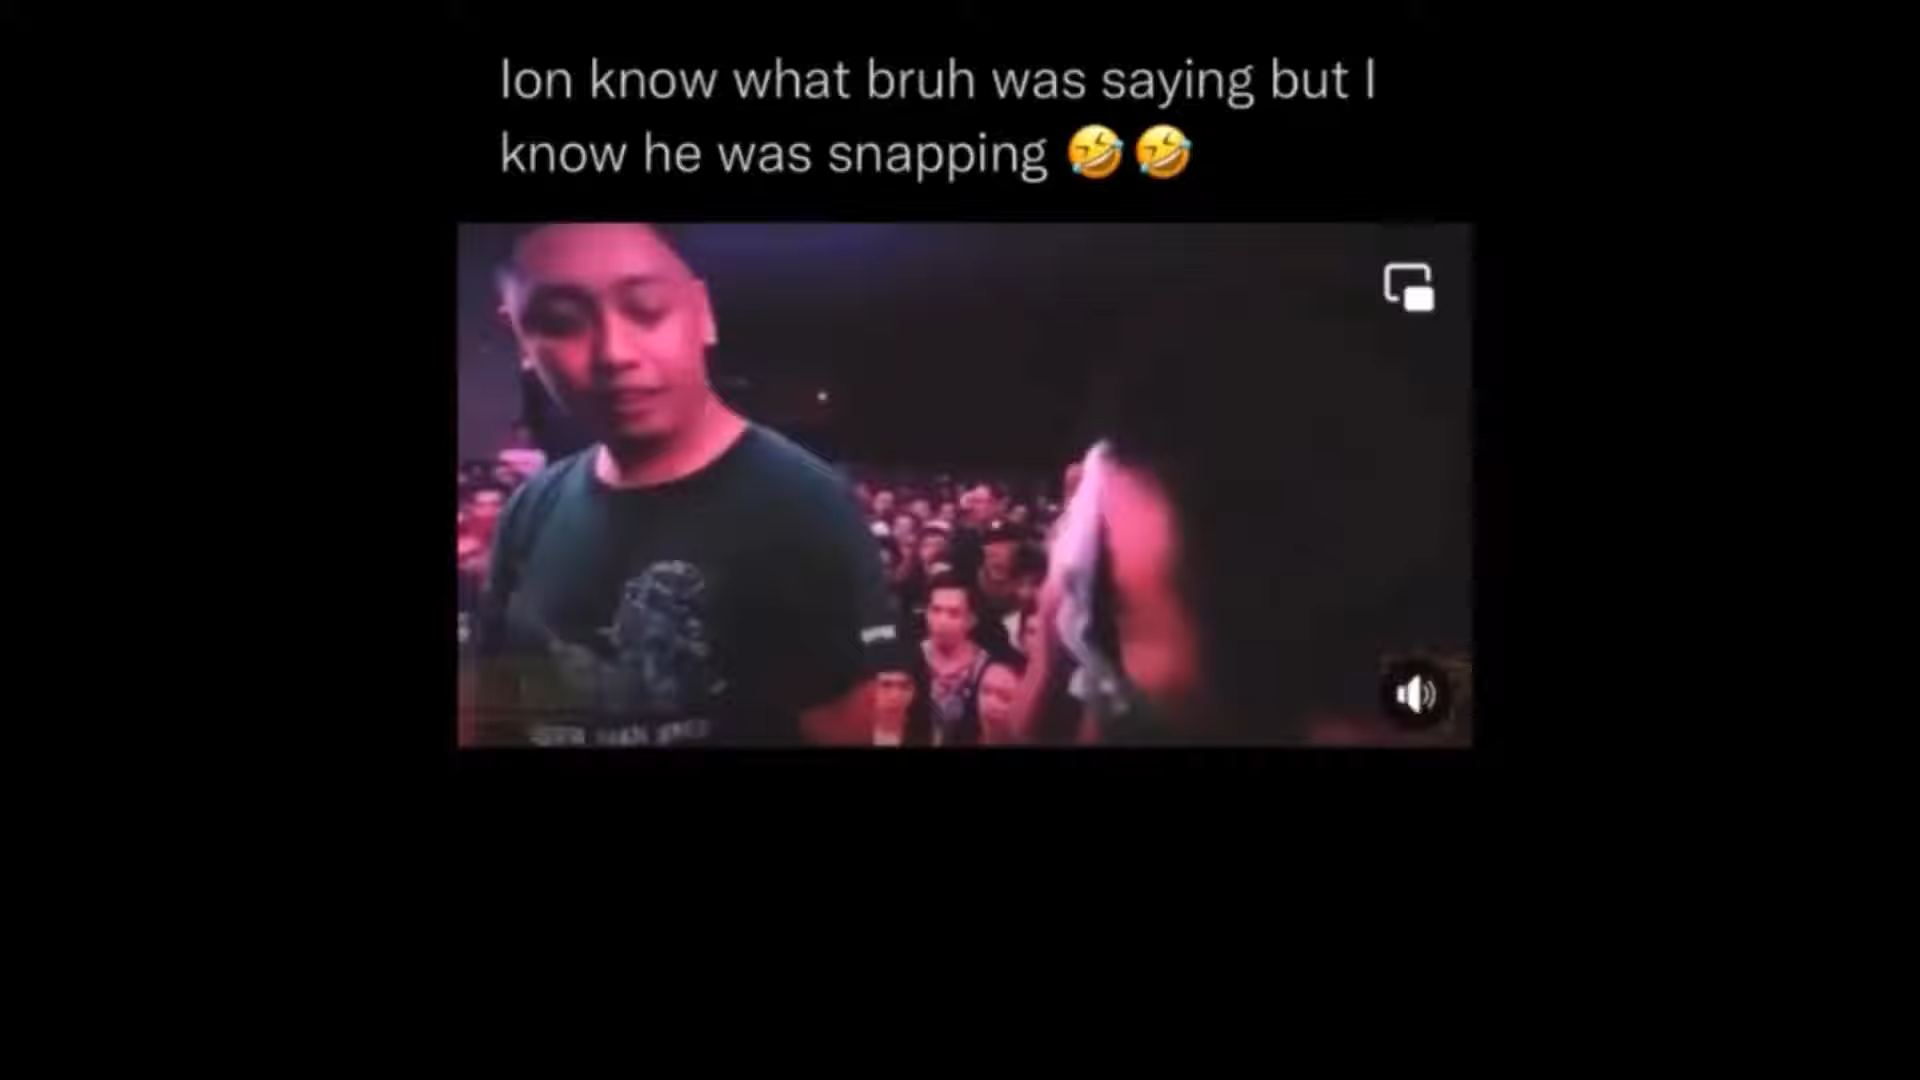 Ion know what bruh was saying but I
know he was snapping 🤣🤣